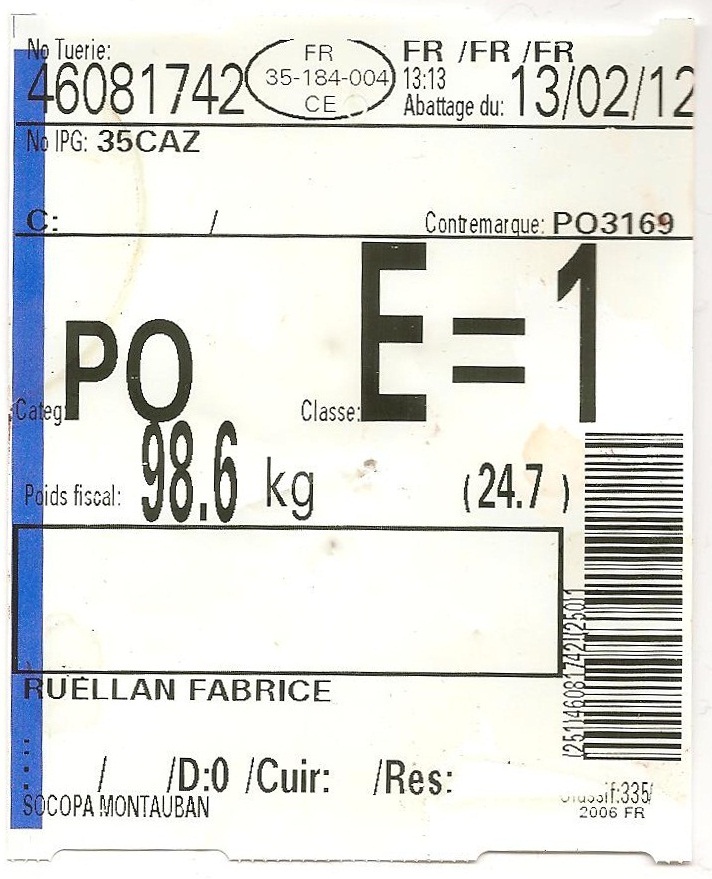 No Tuerie:
46081742
FR
35-184-004
CE
FR /FR /FR
13:13
Abattage du: 13/02/12
No IPG: 35CAZ
C: / Contremarque: PO3169
Categ: PO Classe: E=1
Poids fiscal: 98.6 kg (24.7 )
RUELLAN FABRICE
/ /D:0 /Cuir: /Res:
SOCOPA MONTAUBAN
2006 FR